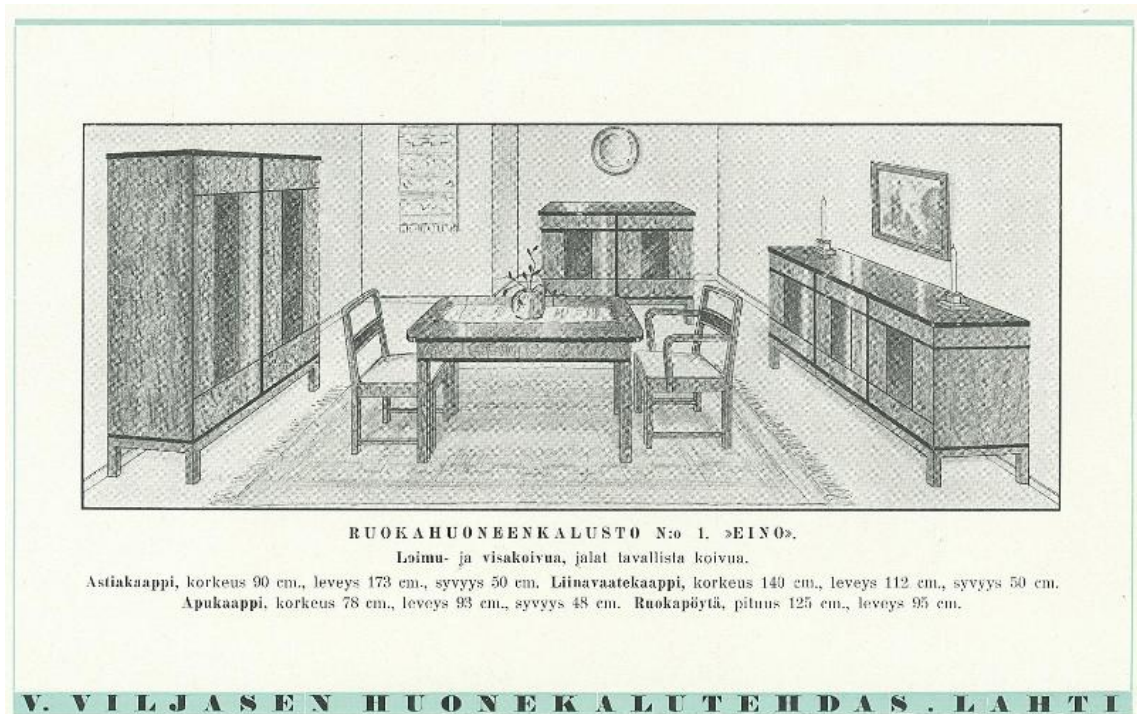 RUOKAHUONEENKALUSTO N:o 1. »EINO».
Loimu- ja visakoivua, jalat tavallista koivua.
Astiakaappi, korkeus 90 cm., leveys 173 cm., syvyys 50 cm. Liinavaatekaappi, korkeus 140 cm., leveys 112 cm., syvyys 50 cm.
Apukaappi, korkeus 78 cm., leveys 93 cm., syvyys 48 cm. Ruokapöytä, pituus 125 cm., leveys 95 cm.
V. VILJASEN HUONEKALUTEHDAS. LAHTI